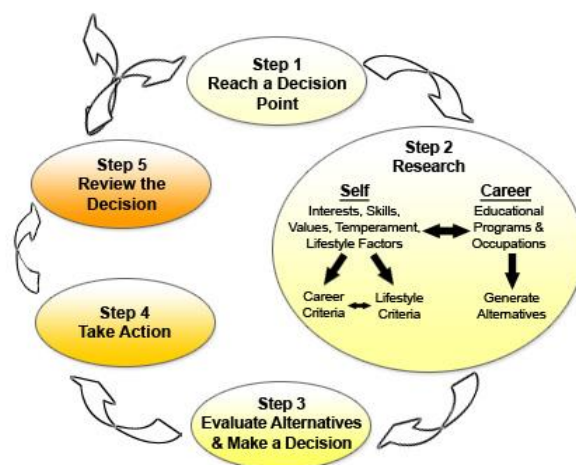 Step 1
Reach a Decision
Point
Step 2
Research
Self
Interests, Skills,
Values, Temperament,
Lifestyle Factors
Career
Educational
Programs &
Occupations
Career
Criteria
Lifestyle
Criteria
Generate
Alternatives
Step 3
Evaluate Alternatives
& Make a Decision
Step 4
Take Action
Step 5
Review the
Decision